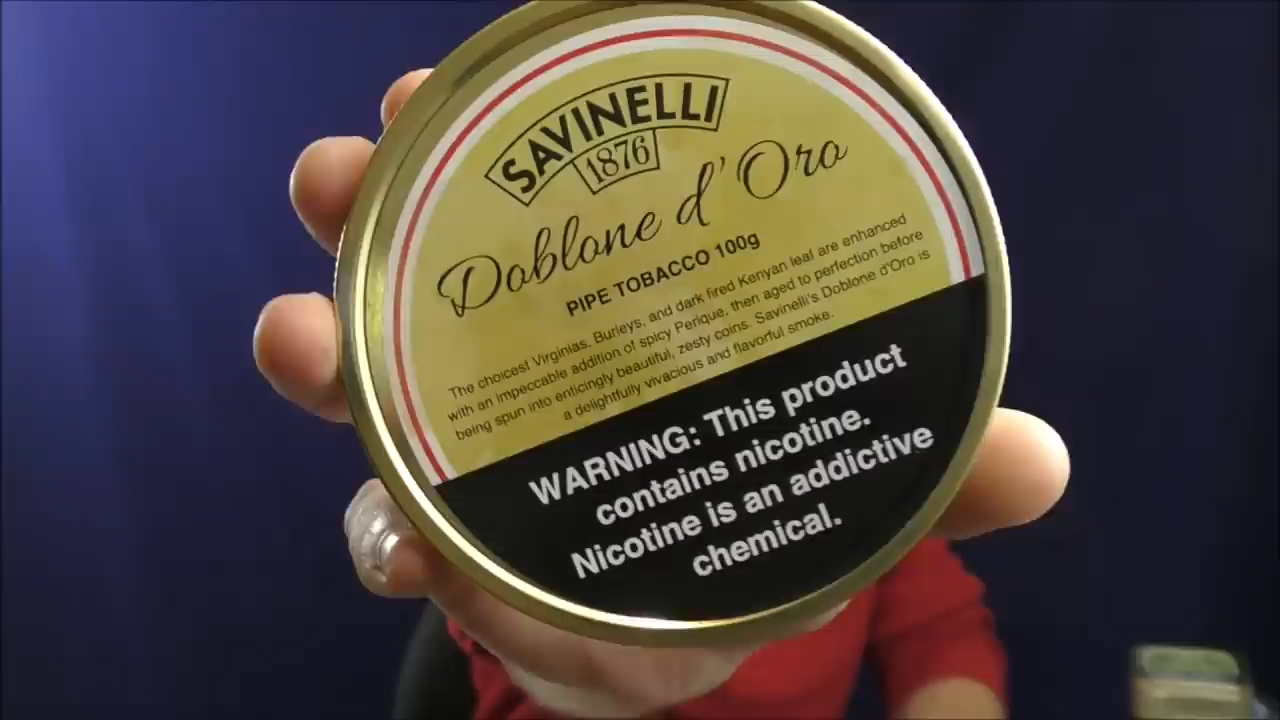 SAVINELLI
1876
Doblone d'Oro
PIPE TOBACCO 100g
The choicest Virginias, Burleys, and dark fired Kenyan leaf are enhanced
with an impeccable addition of spicy Perique, then aged to perfection before
being spun into enticingly beautiful, zesty coins. Savinelli's Doblone d'Oro is
a delightfully vivacious and flavorful smoke.
WARNING: This product
contains nicotine.
Nicotine is an addictive
chemical.